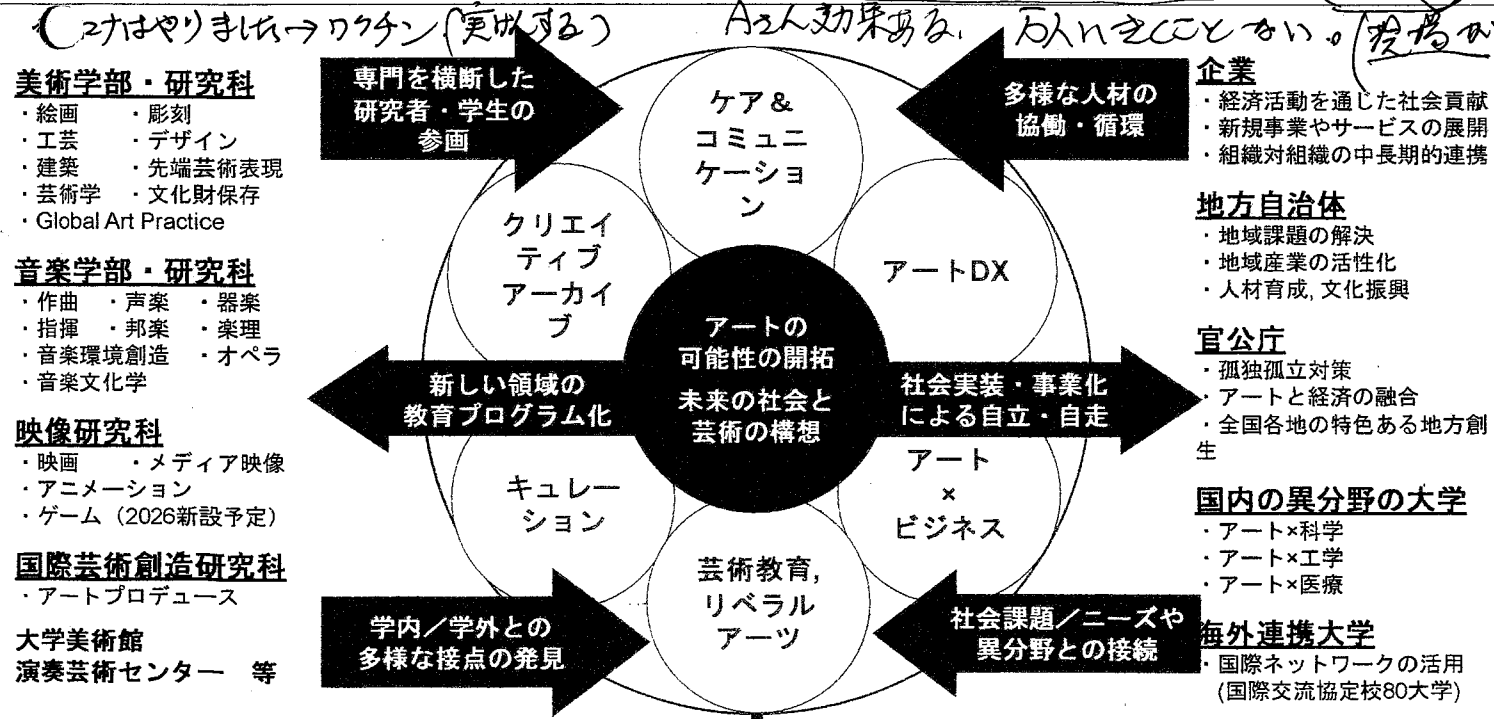 コロナはやりました→ワクチン(実けんする)
Aさん効果ある、 万人にきくことない。
美術学部・研究科
・絵画 ・彫刻
・工芸 ・デザイン
・建築 ・先端芸術表現
・芸術学 ・文化財保存
・Global Art Practice
音楽学部・研究科
・作曲 ・声楽 ・器楽
・指揮 ・邦楽 ・楽理
・音楽環境創造 ・オペラ
・音楽文化学
映像研究科
・映画 ・メディア映像
・アニメーション
・ゲーム（2026新設予定）
国際芸術創造研究科
・アートプロデュース
大学美術館
演奏芸術センター 等
専門を横断した
研究者・学生の
参画
多様な人材の
協働・循環
ケア＆
コミュニ
ケーショ
ン
クリエイ
ティブ
アーカイ
ブ
アートDX
アートの
可能性の開拓
未来の社会と
芸術の構想
新しい領域の
教育プログラム化
社会実装・事業化
による自立・自走
キュレー
ション
アート
×
ビジネス
芸術教育,
リベラル
アーツ
学内／学外との
多様な接点の発見
社会課題／ニーズや
異分野との接続
企業
・経済活動を通じた社会貢献
・新規事業やサービスの展開
・組織対組織の中長期的連携
地方自治体
・地域課題の解決
・地域産業の活性化
・人材育成, 文化振興
官公庁
・孤独孤立対策
・アートと経済の融合
・全国各地の特色ある地方創
生
国内の異分野の大学
・アート×科学
・アート×工学
・アート×医療
海外連携大学
・国際ネットワークの活用
(国際交流協定校80大学)